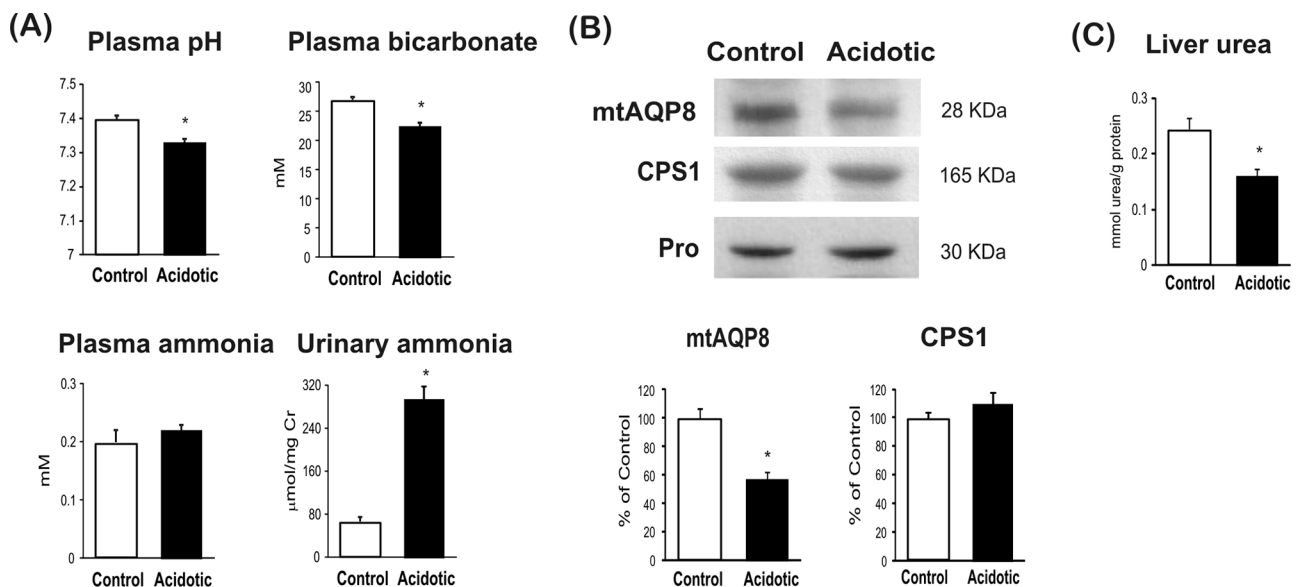 (A)
Plasma pH
7.5
7.4
7.3
7.2
7.1
7
*
Control Acidotic
Plasma bicarbonate
mM
30
25
20
15
10
5
0
*
Control Acidotic
Plasma ammonia
mM
0.3
0.2
0.1
0
Control Acidotic
Urinary ammonia
μmol/mg Cr
320
240
160
80
0
*
Control Acidotic
(B)
Control Acidotic
mtAQP8 28 KDa
CPS1 165 KDa
Pro 30 KDa
mtAQP8
% of Control
120
100
80
60
40
20
0
*
Control Acidotic
CPS1
% of Control
120
100
80
60
40
20
0
Control Acidotic
(C)
Liver urea
mmol urea/g protein
0.3
0.2
0.1
0
*
Control Acidotic